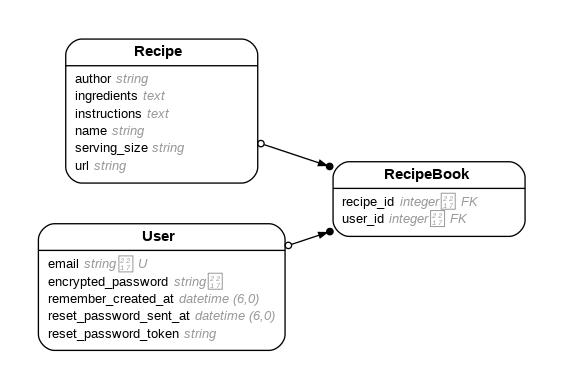 Recipe
author string
ingredients text
instructions text
name string
serving_size string
url string
RecipeBook
recipe_id integer FK
user_id integer FK
User
email string U
encrypted_password string
remember_created_at datetime (6,0)
reset_password_sent_at datetime (6,0)
reset_password_token string